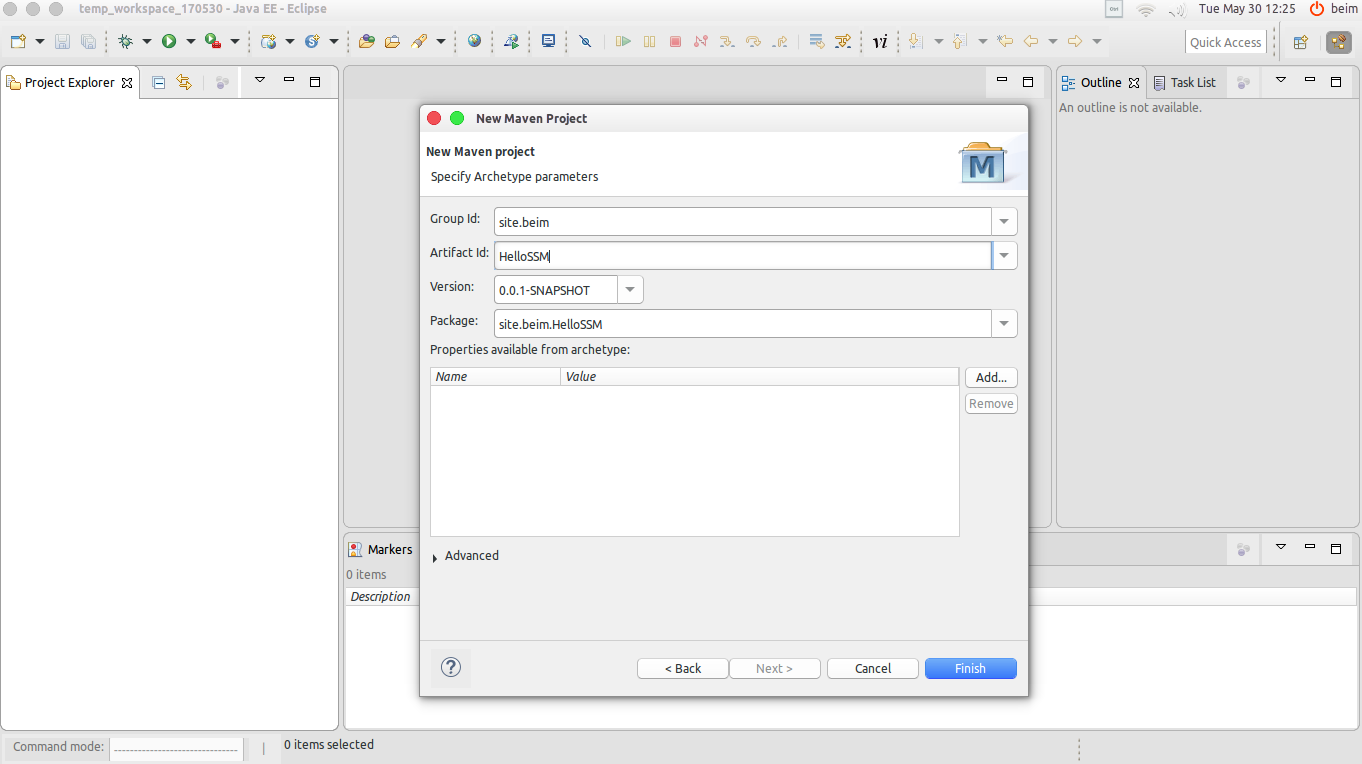 temp_workspace_170530 - Java EE - Eclipse
Tue May 30 12:25 beim
vi
Quick Access
Project Explorer
Outline Task List
An outline is not available.
New Maven Project
New Maven project
Specify Archetype parameters
M
Group Id: site.beim
Artifact Id: HelloSSM
Version: 0.0.1-SNAPSHOT
Package: site.beim.HelloSSM
Properties available from archetype:
Name Value
Add...
Remove
Advanced
Markers
0 items
Description
? < Back Next > Cancel Finish
Command mode: ------------------------------- 0 items selected